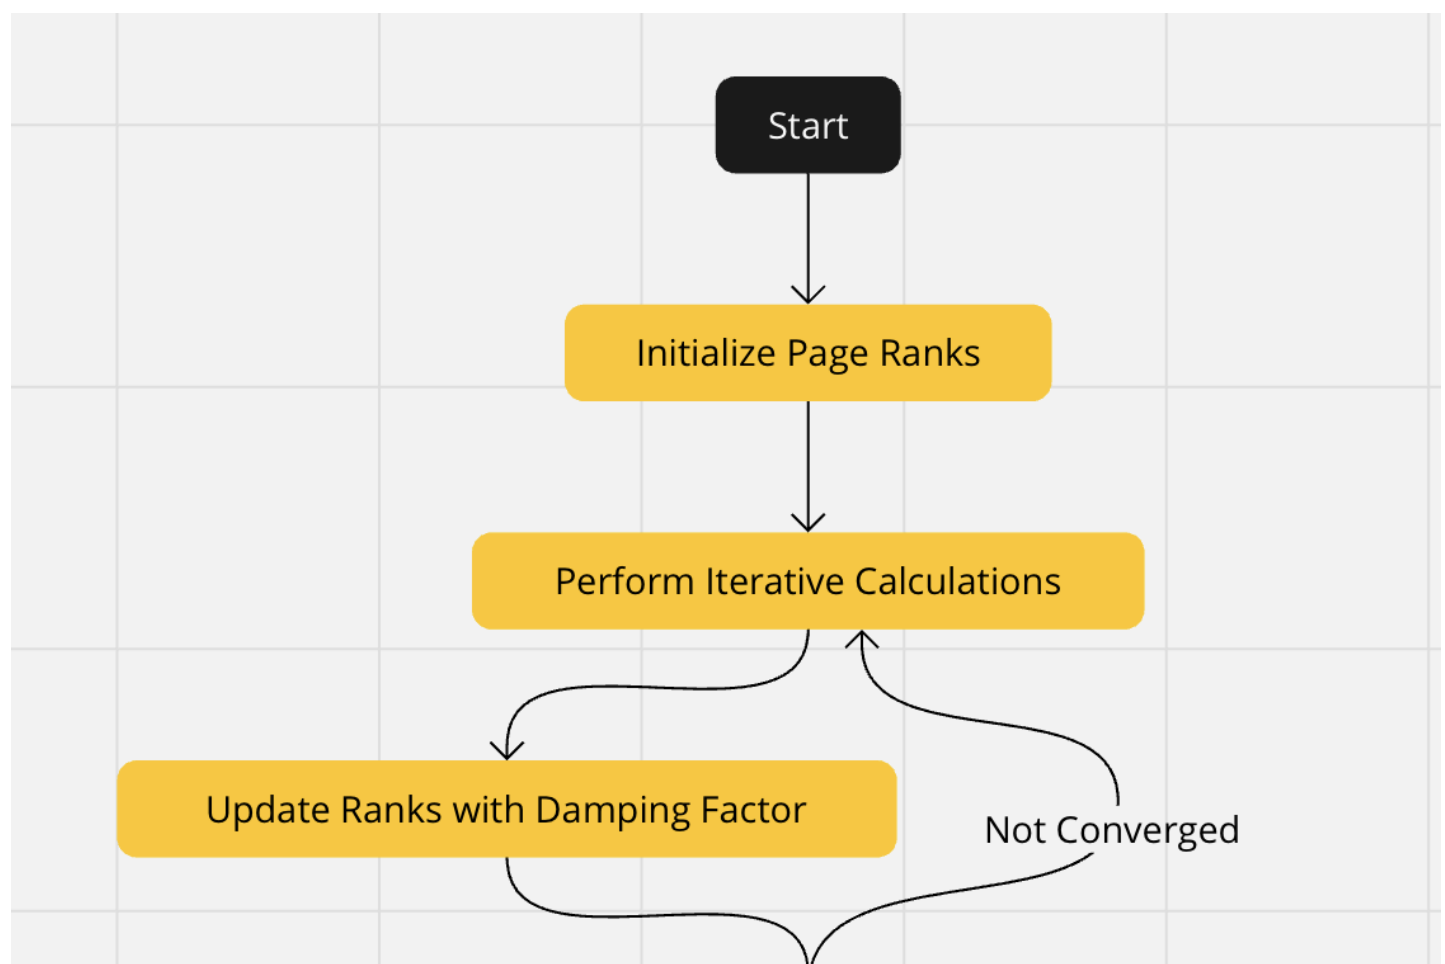 Start
Initialize Page Ranks
Perform Iterative Calculations
Update Ranks with Damping Factor
Not Converged